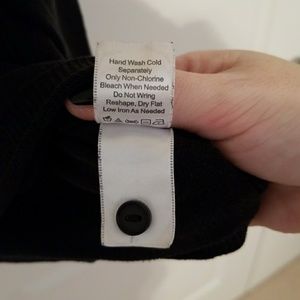 Hand Wash Cold
Separately
Only Non-Chlorine
Bleach When Needed
Do Not Wring
Reshape, Dry Flat
Low Iron As Needed